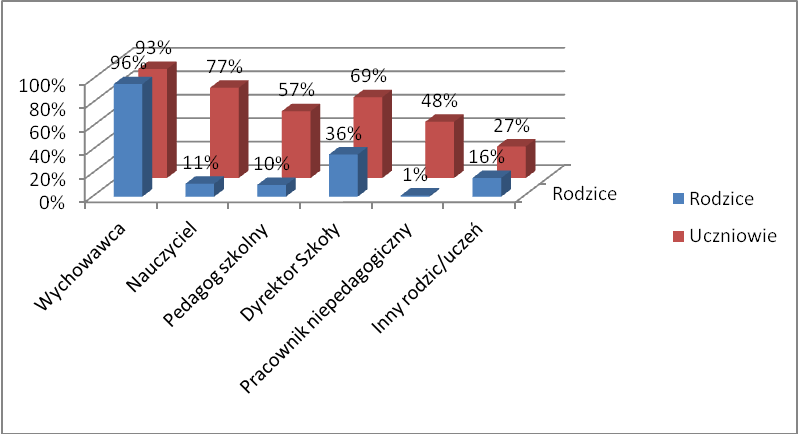 93%
96%
77%
57%
69%
48%
27%
11%
10%
36%
1%
16%
100%
80%
60%
40%
20%
0%
Wychowawca
Nauczyciel
Pedagog szkolny
Dyrektor Szkoły
Pracownik niepedagogiczny
Inny rodzic/uczeń
Rodzice
Rodzice
Uczniowie